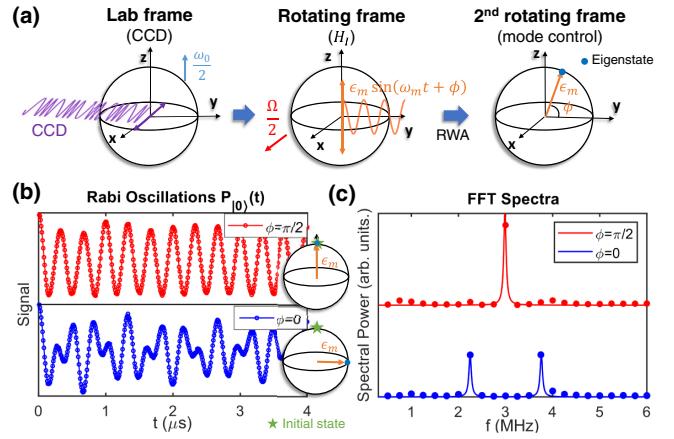 (a)
Lab frame
(CCD)
z
ω₀/2
y
x
CCD
Rotating frame
(H_I)
z
ϵ_m sin(ω_m t + ϕ)
Ω/2
y
x
RWA
2nd rotating frame
(mode control)
z
Eigenstate
ϵ_m
ϕ
y
x
(b)
Rabi Oscillations P_|0⟩(t)
Signal
ϕ=π/2
ϵ_m
ϕ=0
ϵ_m
0 1 2 3 4
t (μs)
Initial state
(c)
FFT Spectra
Spectral Power (arb. units.)
ϕ=π/2
ϕ=0
1 2 3 4 5 6
f (MHz)